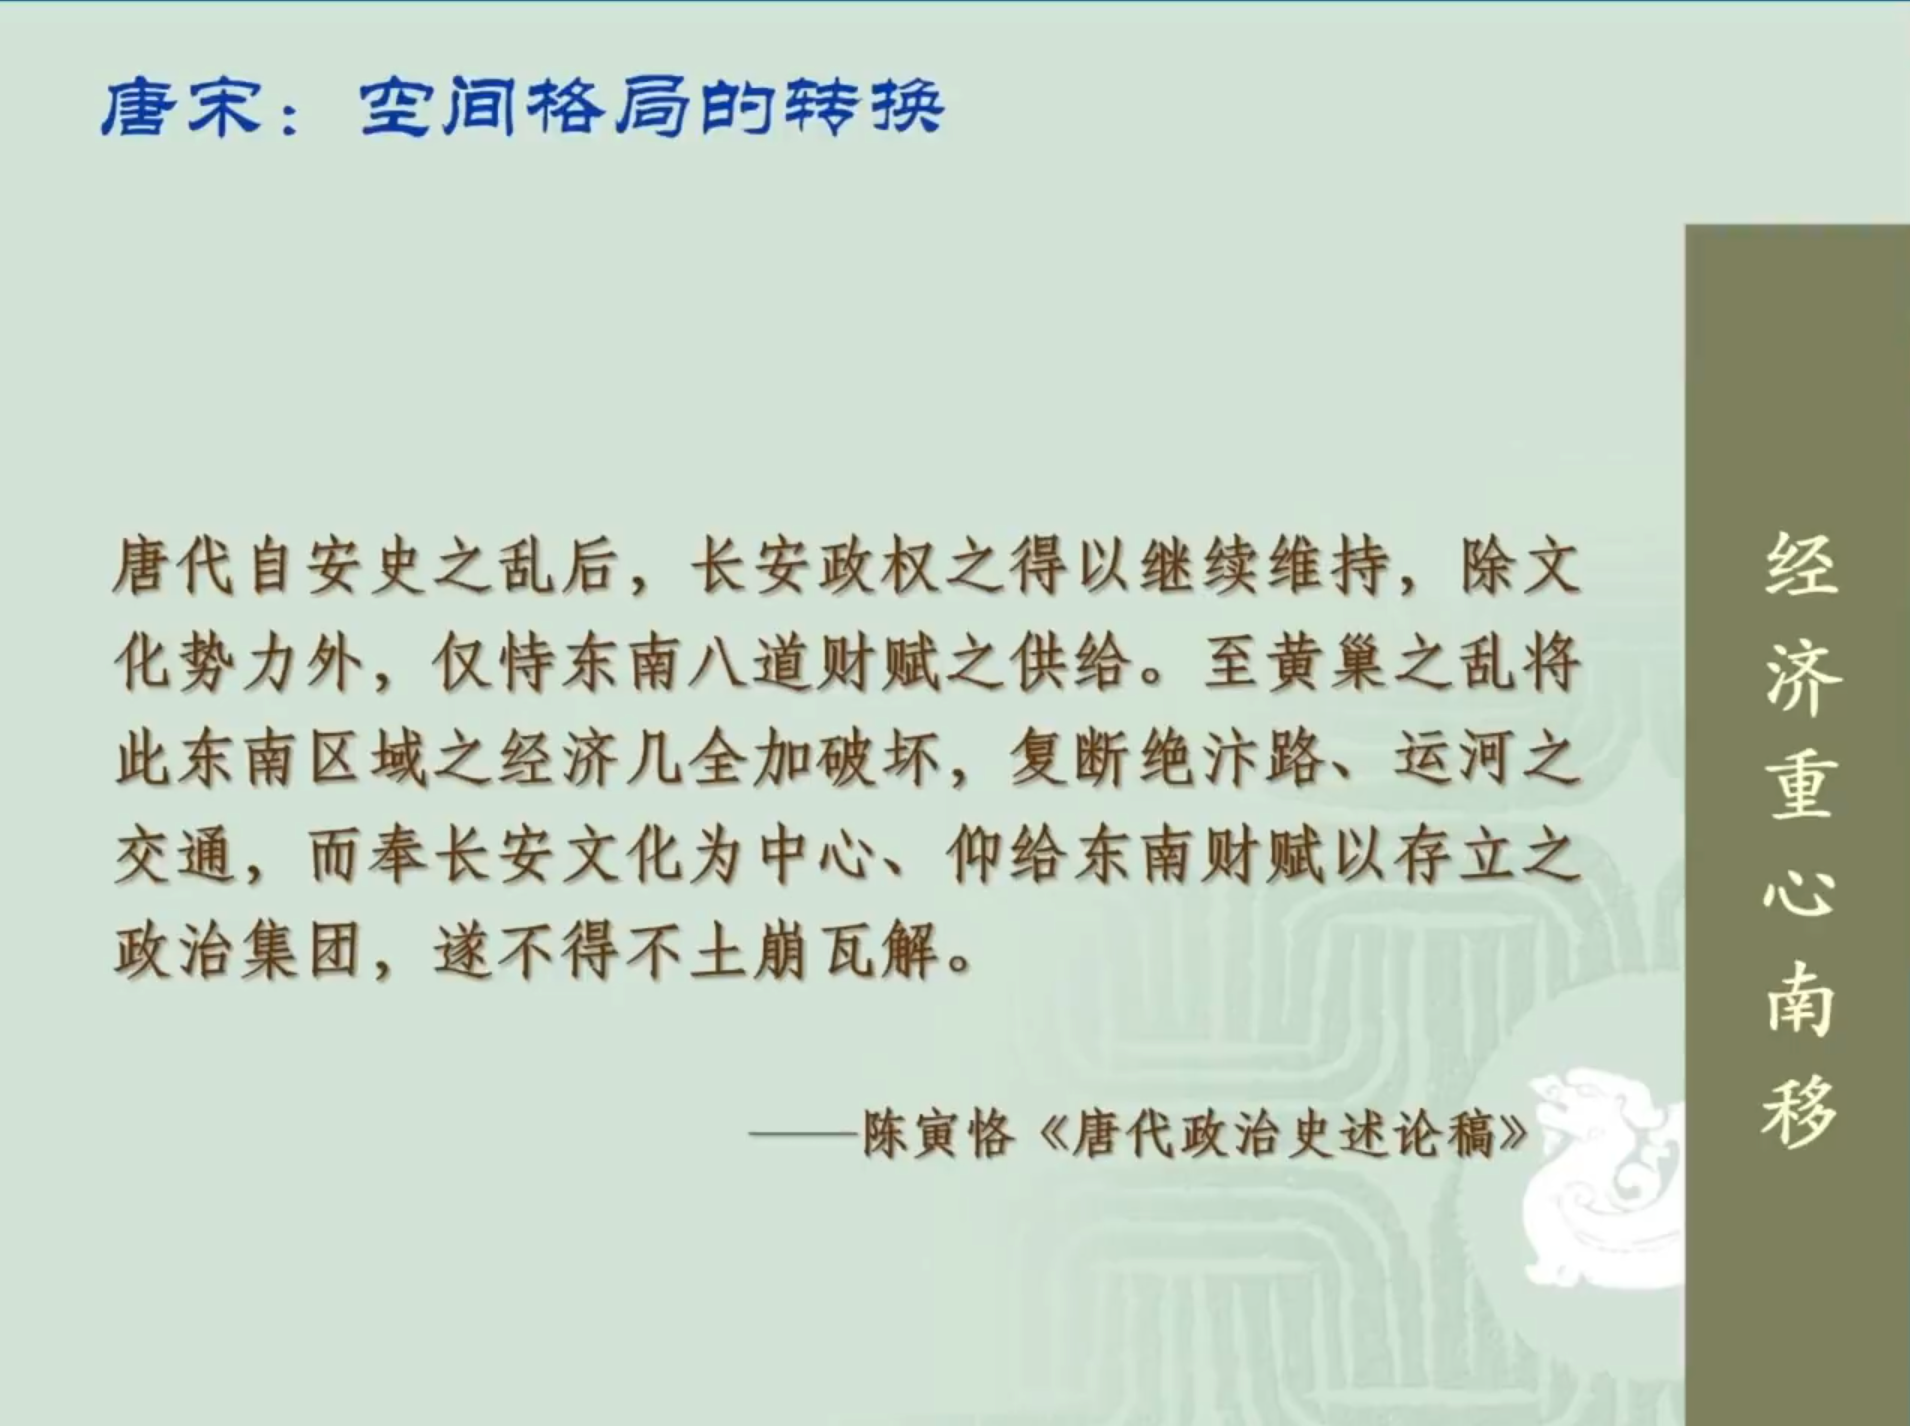 唐宋：空间格局的转换
唐代自安史之乱后，长安政权之得以继续维持，除文
化势力外，仅恃东南八道财赋之供给。至黄巢之乱将
此东南区域之经济几全加破坏，复断绝汴路、运河之
交通，而奉长安文化为中心、仰给东南财赋以存立之
政治集团，遂不得不土崩瓦解。
——陈寅恪《唐代政治史述论稿》
经济重心南移